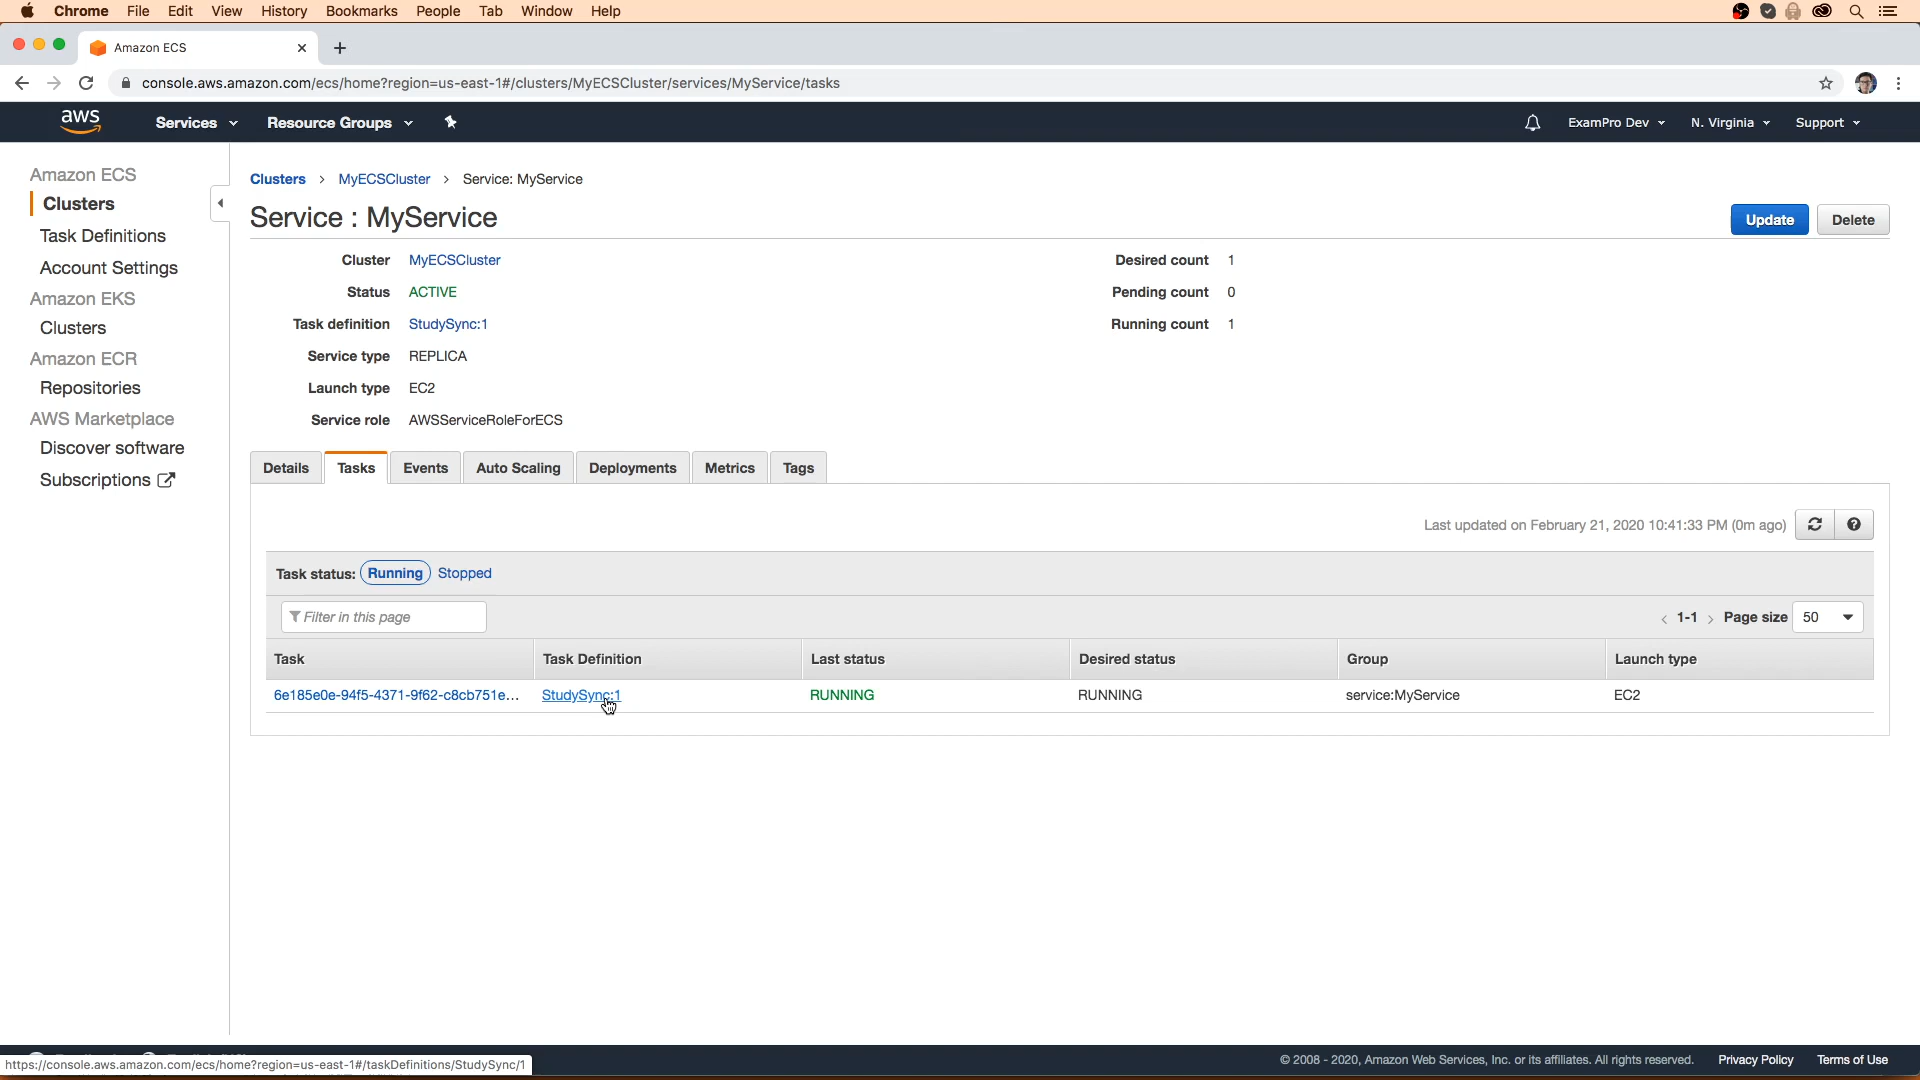 Chrome File Edit View History Bookmarks People Tab Window Help
Amazon ECS
console.aws.amazon.com/ecs/home?region=us-east-1#/clusters/MyECSCluster/services/MyService/tasks
aws Services Resource Groups ExamPro Dev N. Virginia Support
Amazon ECS
Clusters
Task Definitions
Account Settings
Amazon EKS
Clusters
Amazon ECR
Repositories
AWS Marketplace
Discover software
Subscriptions
Clusters > MyECSCluster > Service: MyService
Service : MyService
Update Delete
Cluster MyECSCluster
Status ACTIVE
Task definition StudySync:1
Service type REPLICA
Launch type EC2
Service role AWSServiceRoleForECS
Desired count 1
Pending count 0
Running count 1
Details Tasks Events Auto Scaling Deployments Metrics Tags
Last updated on February 21, 2020 10:41:33 PM (0m ago)
Task status: Running Stopped
Filter in this page
< 1-1 > Page size 50
Task Task Definition Last status Desired status Group Launch type
6e185e0e-94f5-4371-9f62-c8cb751e... StudySync:1 RUNNING RUNNING service:MyService EC2
https://console.aws.amazon.com/ecs/home?region=us-east-1#/taskDefinitions/StudySync/1
© 2008 - 2020, Amazon Web Services, Inc. or its affiliates. All rights reserved. Privacy Policy Terms of Use